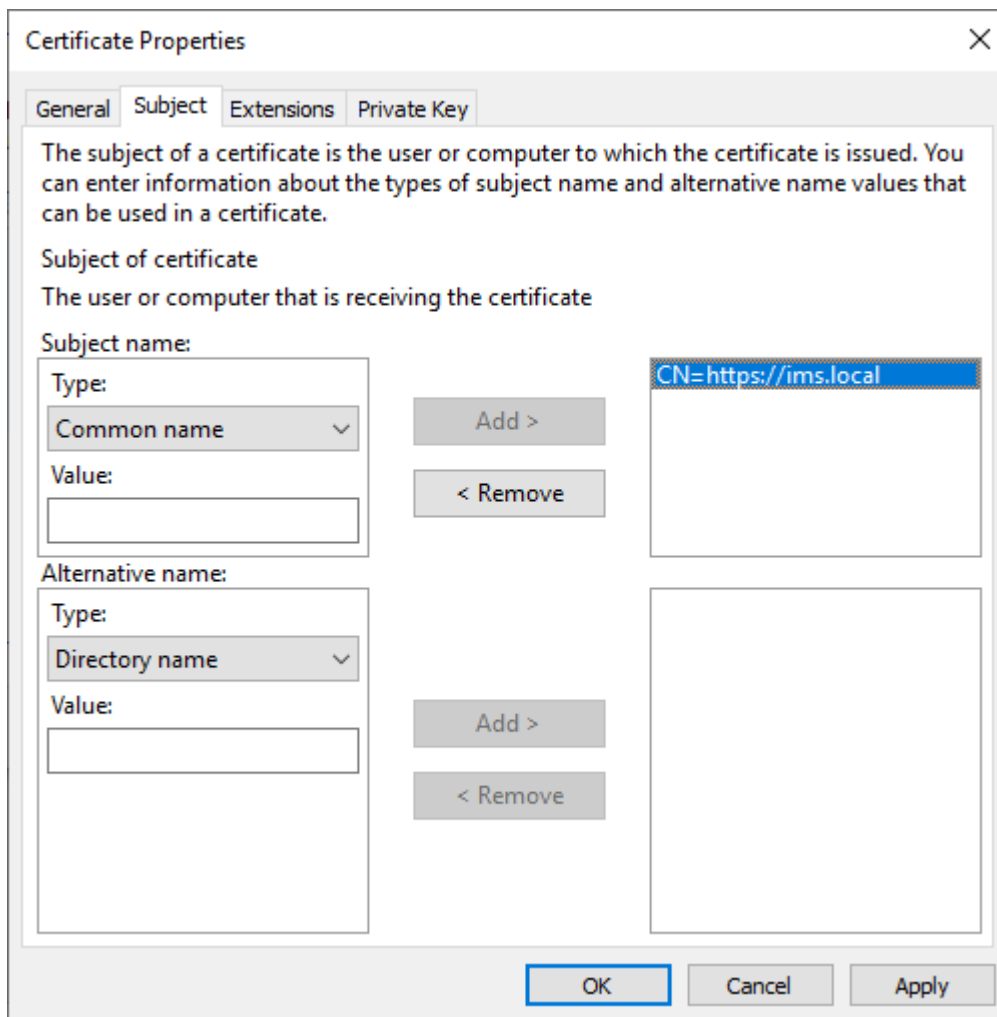 Certificate Properties
General
Subject
Extensions
Private Key
The subject of a certificate is the user or computer to which the certificate is issued. You
can enter information about the types of subject name and alternative name values that
can be used in a certificate.
Subject of certificate
The user or computer that is receiving the certificate
Subject name:
Type:
Common name
Value:
Add >
< Remove
CN=https://ims.local
Alternative name:
Type:
Directory name
Value:
Add >
< Remove
OK
Cancel
Apply